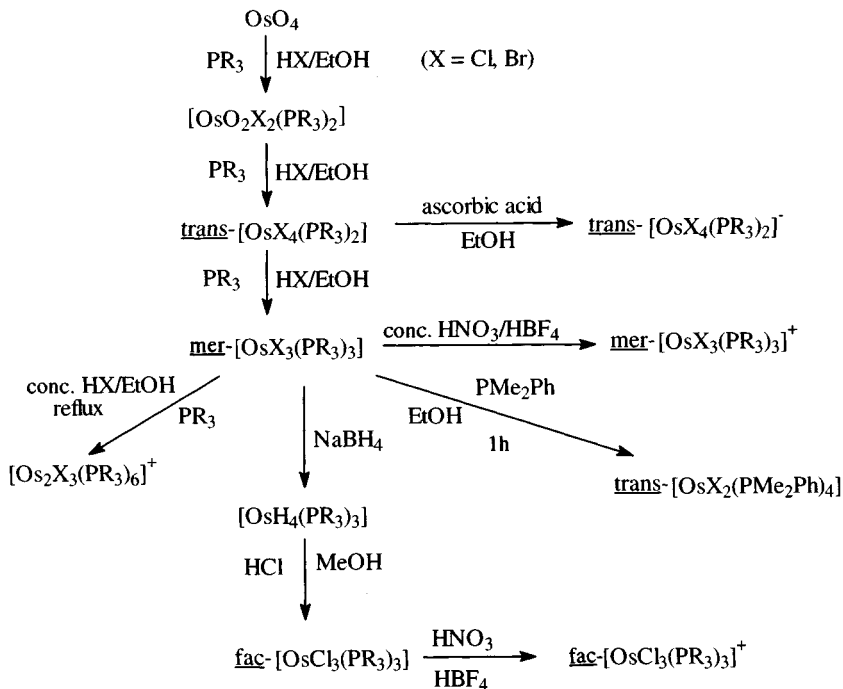 OsO₄
PR₃ HX/EtOH (X = Cl, Br)
[OsO₂X₂(PR₃)₂]
PR₃ HX/EtOH
trans-[OsX₄(PR₃)₂] ascorbic acid EtOH trans- [OsX₄(PR₃)₂]⁻
PR₃ HX/EtOH
mer-[OsX₃(PR₃)₃] conc. HNO₃/HBF₄ mer-[OsX₃(PR₃)₃]⁺
conc. HX/EtOH
reflux
PR₃
NaBH₄
PMe₂Ph
EtOH
1h
[Os₂X₃(PR₃)₆]⁺
trans-[OsX₂(PMe₂Ph)₄]
[OsH₄(PR₃)₃]
HCl MeOH
fac-[OsCl₃(PR₃)₃] HNO₃ HBF₄ fac-[OsCl₃(PR₃)₃]⁺